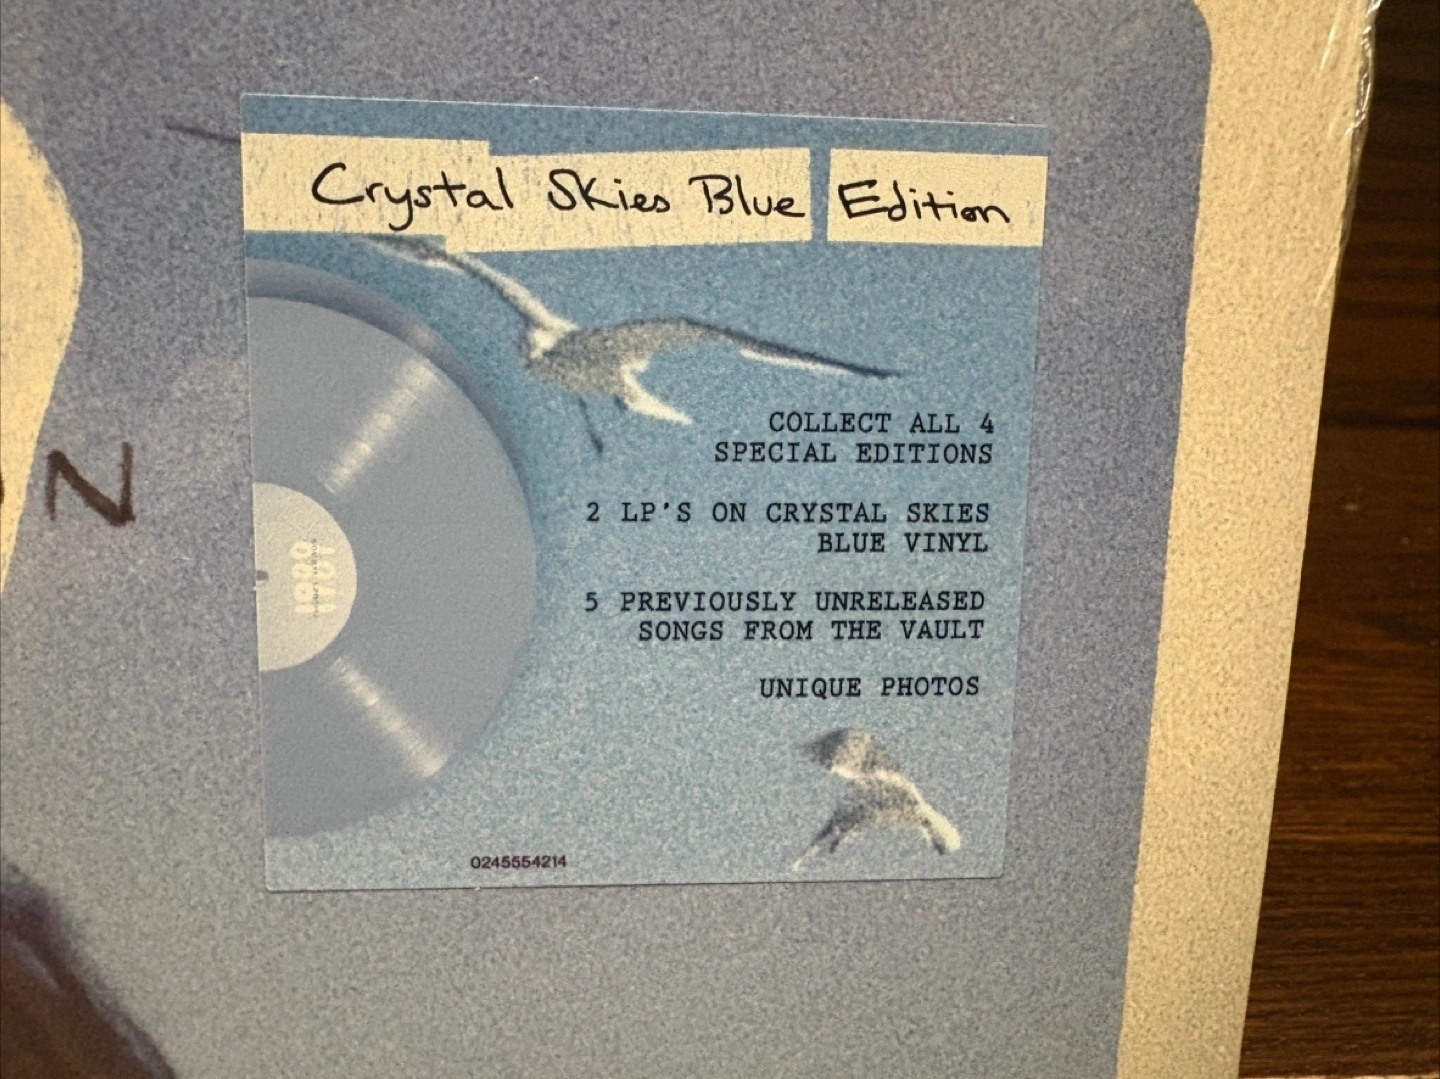 Crystal Skies Blue Edition
COLLECT ALL 4
SPECIAL EDITIONS
2 LP'S ON CRYSTAL SKIES
BLUE VINYL
5 PREVIOUSLY UNRELEASED
SONGS FROM THE VAULT
UNIQUE PHOTOS
0245554214
N